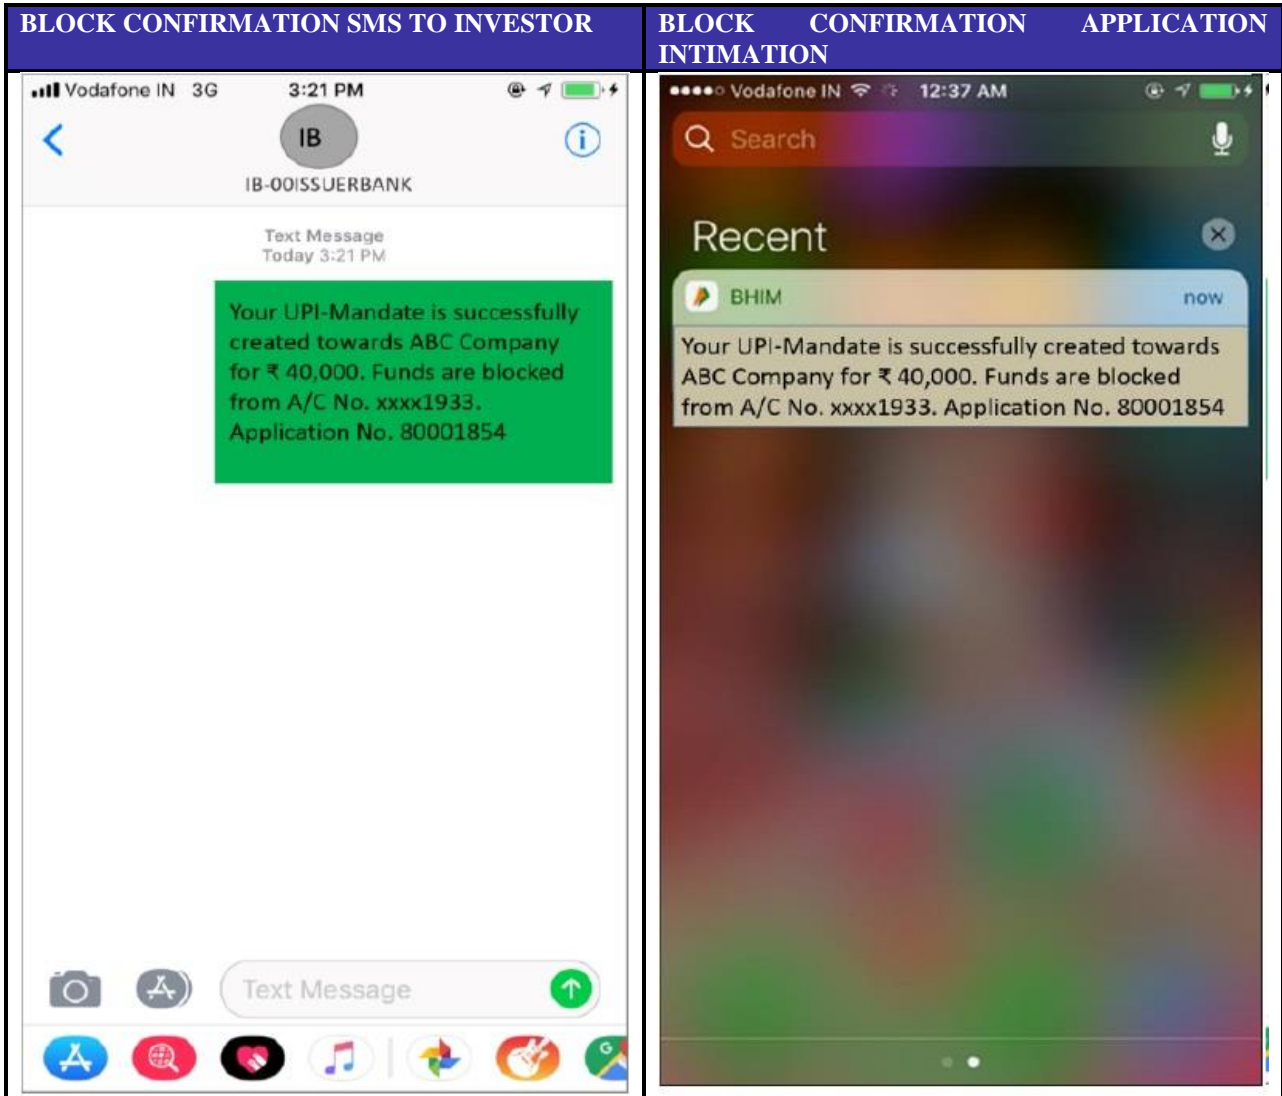 BLOCK CONFIRMATION SMS TO INVESTOR
BLOCK CONFIRMATION APPLICATION
INTIMATION
Vodafone IN 3G 3:21 PM
IB
IB-00ISSUERBANK
Text Message
Today 3:21 PM
Your UPI-Mandate is successfully
created towards ABC Company
for ₹ 40,000. Funds are blocked
from A/C No. xxxx1933.
Application No. 80001854
Text Message
Vodafone IN 12:37 AM
Search
Recent
BHIM now
Your UPI-Mandate is successfully created towards
ABC Company for ₹ 40,000. Funds are blocked
from A/C No. xxxx1933. Application No. 80001854